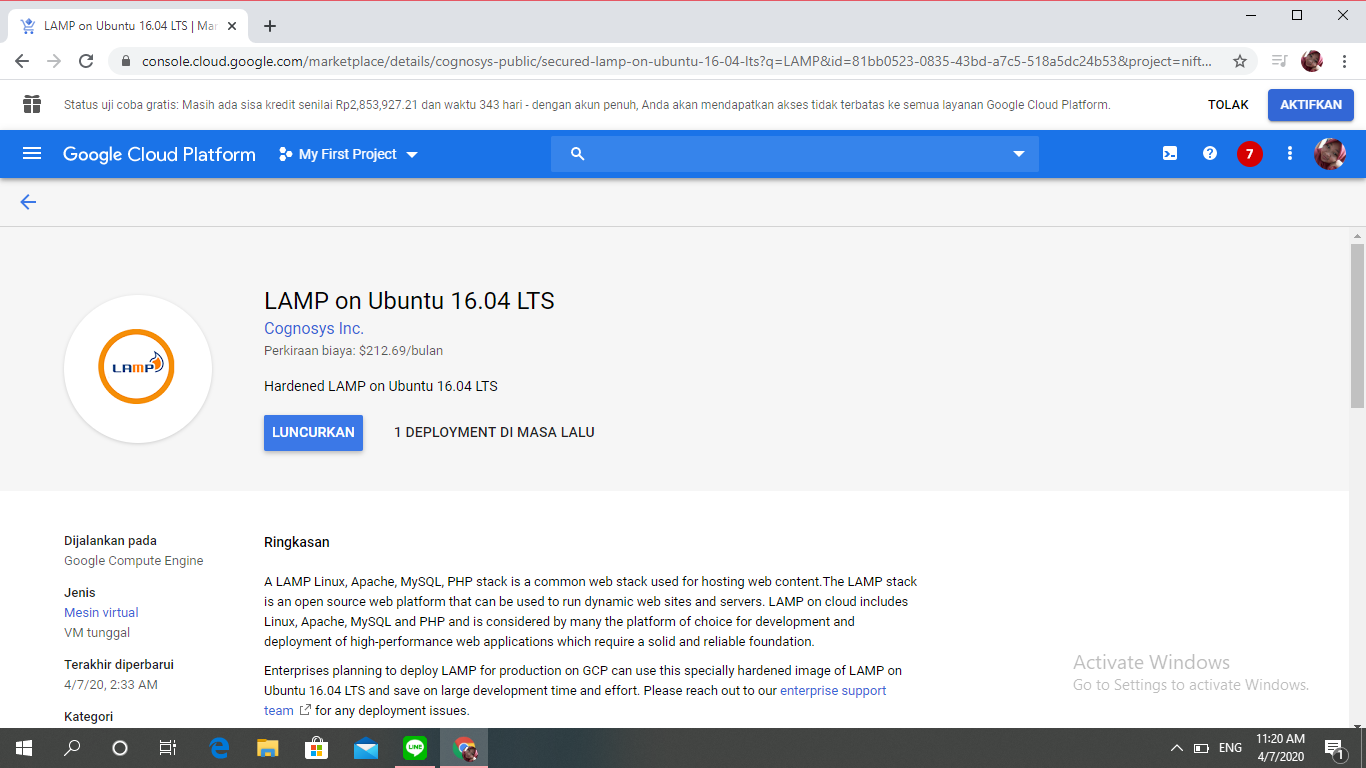 LAMP on Ubuntu 16.04 LTS | Mar
console.cloud.google.com/marketplace/details/cognosys-public/secured-lamp-on-ubuntu-16-04-lts?q=LAMP&id=81bb0523-0835-43bd-a7c5-518a5dc24b53&project=nift...
Status uji coba gratis: Masih ada sisa kredit senilai Rp2,853,927.21 dan waktu 343 hari - dengan akun penuh, Anda akan mendapatkan akses tidak terbatas ke semua layanan Google Cloud Platform.
TOLAK
AKTIFKAN
Google Cloud Platform
My First Project
7
LAMP
LAMP on Ubuntu 16.04 LTS
Cognosys Inc.
Perkiraan biaya: $212.69/bulan
Hardened LAMP on Ubuntu 16.04 LTS
LUNCURKAN
1 DEPLOYMENT DI MASA LALU
Dijalankan pada
Google Compute Engine
Jenis
Mesin virtual
VM tunggal
Terakhir diperbarui
4/7/20, 2:33 AM
Kategori
Ringkasan
A LAMP Linux, Apache, MySQL, PHP stack is a common web stack used for hosting web content.The LAMP stack
is an open source web platform that can be used to run dynamic web sites and servers. LAMP on cloud includes
Linux, Apache, MySQL and PHP and is considered by many the platform of choice for development and
deployment of high-performance web applications which require a solid and reliable foundation.
Enterprises planning to deploy LAMP for production on GCP can use this specially hardened image of LAMP on
Ubuntu 16.04 LTS and save on large development time and effort. Please reach out to our enterprise support
team for any deployment issues.
Activate Windows
Go to Settings to activate Windows.
LINE
ENG
11:20 AM
4/7/2020
1